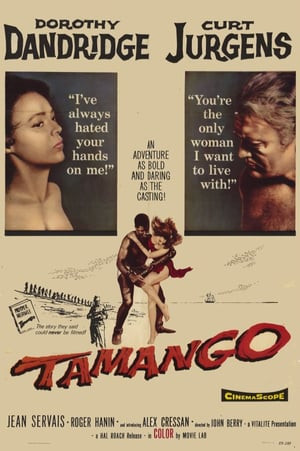 DOROTHY DANDRIDGE
CURT JURGENS
"I've
always
hated
your
hands
on me!"
"You're
the
only
woman
I want
to live
with!"
AN
ADVENTURE
AS BOLD
AND
DARING
AS THE
CASTING!
The story they said
could never be filmed!
TAMANGO
CINEMASCOPE
JEAN SERVAIS • ROGER HANIN • and introducing ALEX CRESSAN • directed by JOHN BERRY • a VITALITE Presentation
a HAL ROACH Release - in COLOR by MOVIE LAB